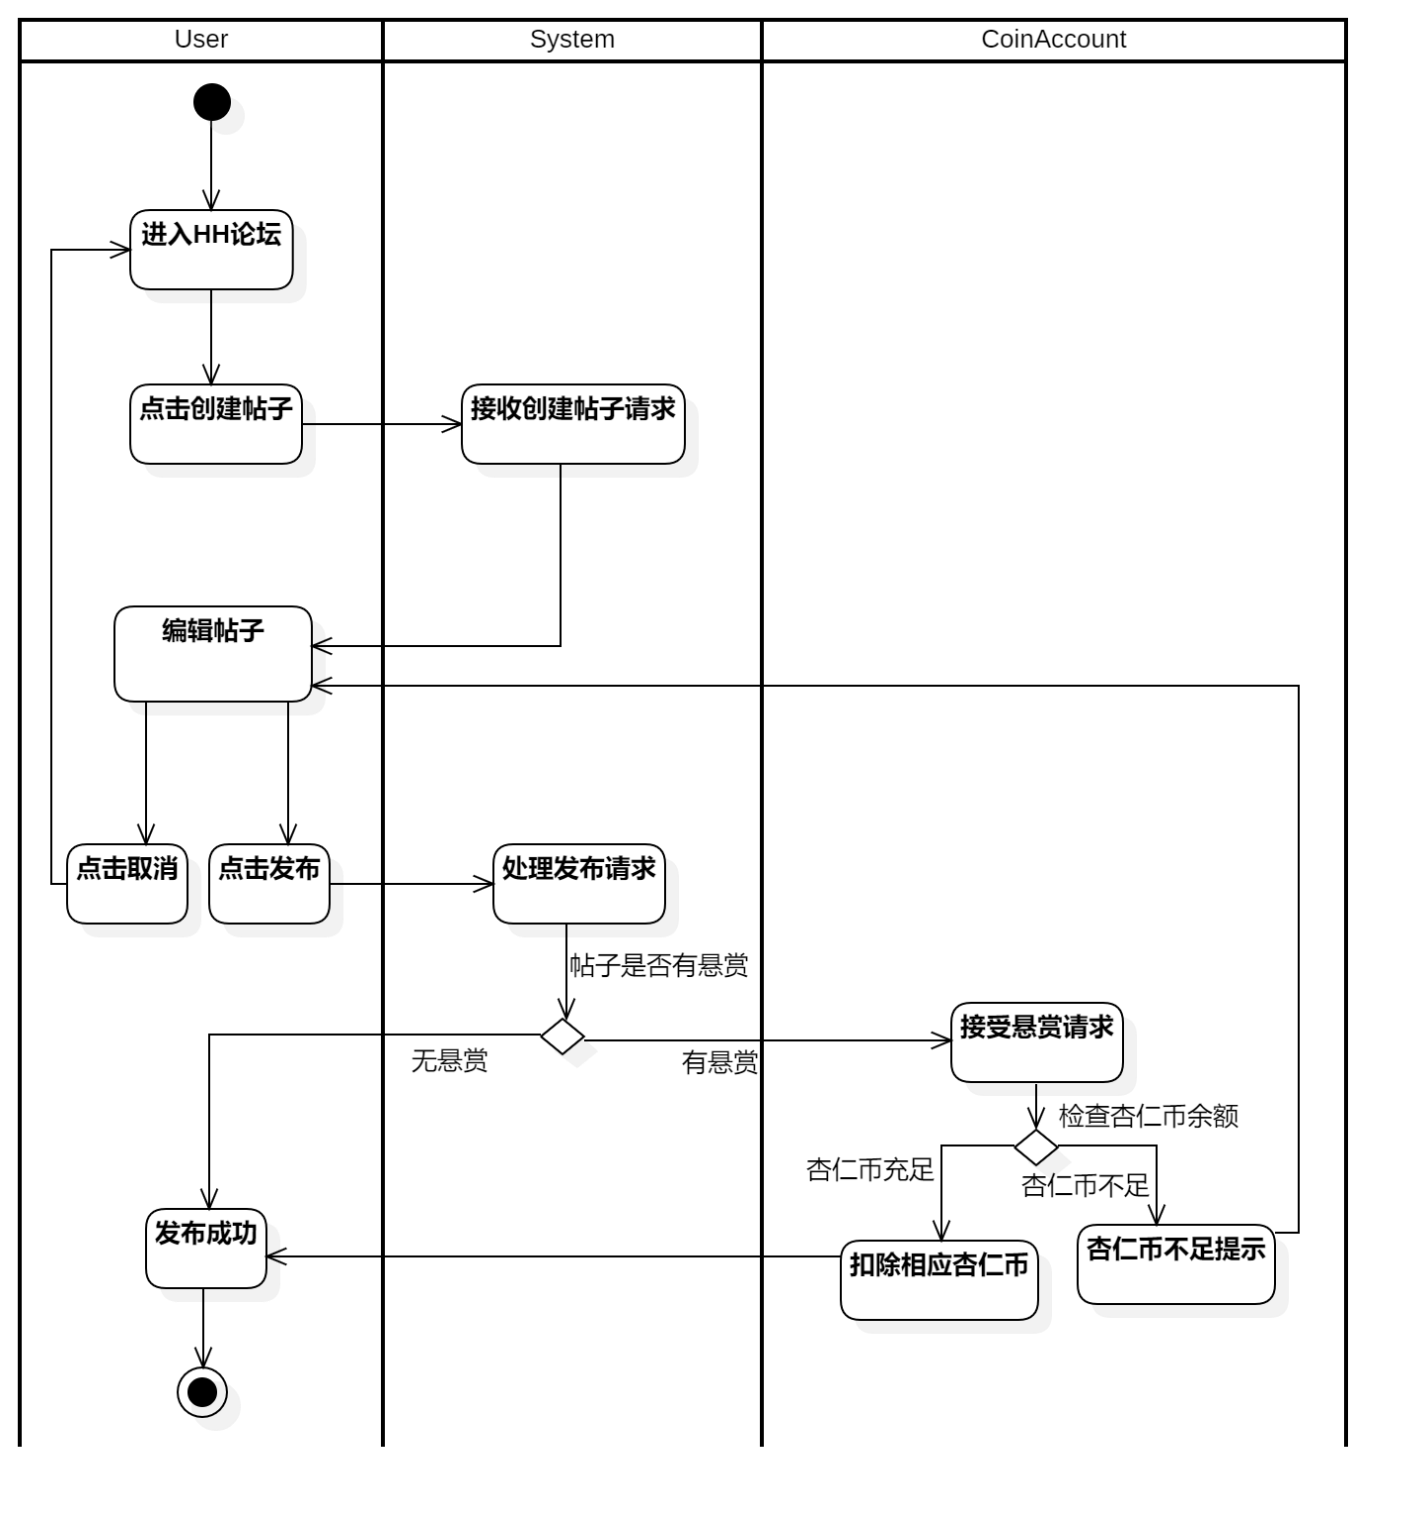 User
System
CoinAccount
进入HH论坛
点击创建帖子
接收创建帖子请求
编辑帖子
点击取消
点击发布
处理发布请求
帖子是否有悬赏
无悬赏
有悬赏
接受悬赏请求
检查杏仁币余额
杏仁币充足
杏仁币不足
发布成功
扣除相应杏仁币
杏仁币不足提示